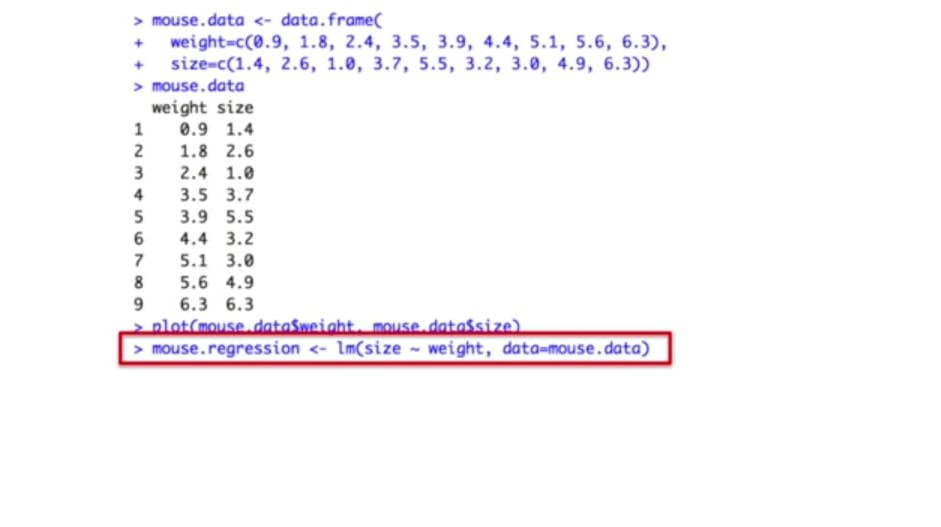 > mouse.data <- data.frame(
+ weight=c(0.9, 1.8, 2.4, 3.5, 3.9, 4.4, 5.1, 5.6, 6.3),
+ size=c(1.4, 2.6, 1.0, 3.7, 5.5, 3.2, 3.0, 4.9, 6.3))
> mouse.data
weight size
1 0.9 1.4
2 1.8 2.6
3 2.4 1.0
4 3.5 3.7
5 3.9 5.5
6 4.4 3.2
7 5.1 3.0
8 5.6 4.9
9 6.3 6.3
> plot(mouse.data$weight, mouse.data$size)
> mouse.regression <- lm(size ~ weight, data=mouse.data)